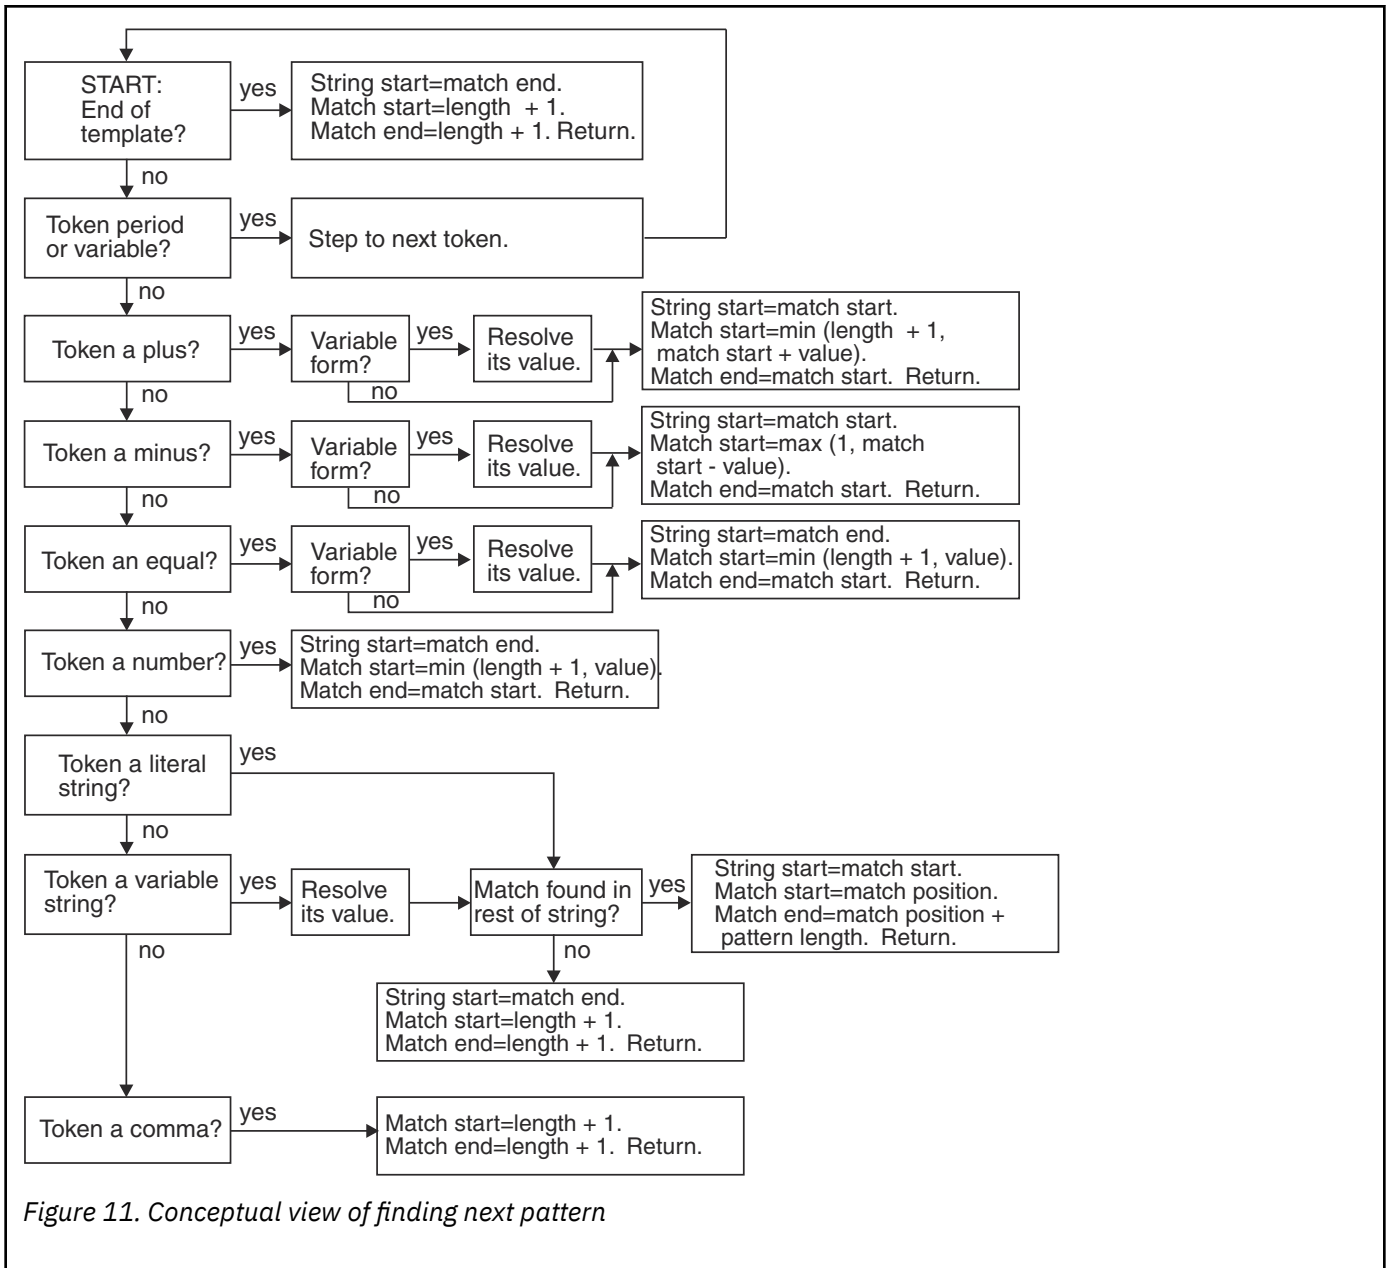 START:
End of
template?
yes
String start=match end.
Match start=length + 1.
Match end=length + 1. Return.
no
Token period
or variable?
yes
Step to next token.
no
Token a plus?
yes
Variable
form?
yes
no
Resolve
its value.
String start=match start.
Match start=min (length + 1,
match start + value).
Match end=match start. Return.
no
Token a minus?
yes
Variable
form?
yes
no
Resolve
its value.
String start=match start.
Match start=max (1, match
start - value).
Match end=match start. Return.
no
Token an equal?
yes
Variable
form?
yes
no
Resolve
its value.
String start=match end.
Match start=min (length + 1, value).
Match end=match start. Return.
no
Token a number?
yes
String start=match end.
Match start=min (length + 1, value).
Match end=match start. Return.
no
Token a literal
string?
yes
no
Token a variable
string?
yes
Resolve
its value.
Match found in
rest of string?
yes
String start=match start.
Match start=match position.
Match end=match position +
pattern length. Return.
no
String start=match end.
Match start=length + 1.
Match end=length + 1. Return.
no
Token a comma?
yes
Match start=length + 1.
Match end=length + 1. Return.
Figure 11. Conceptual view of finding next pattern